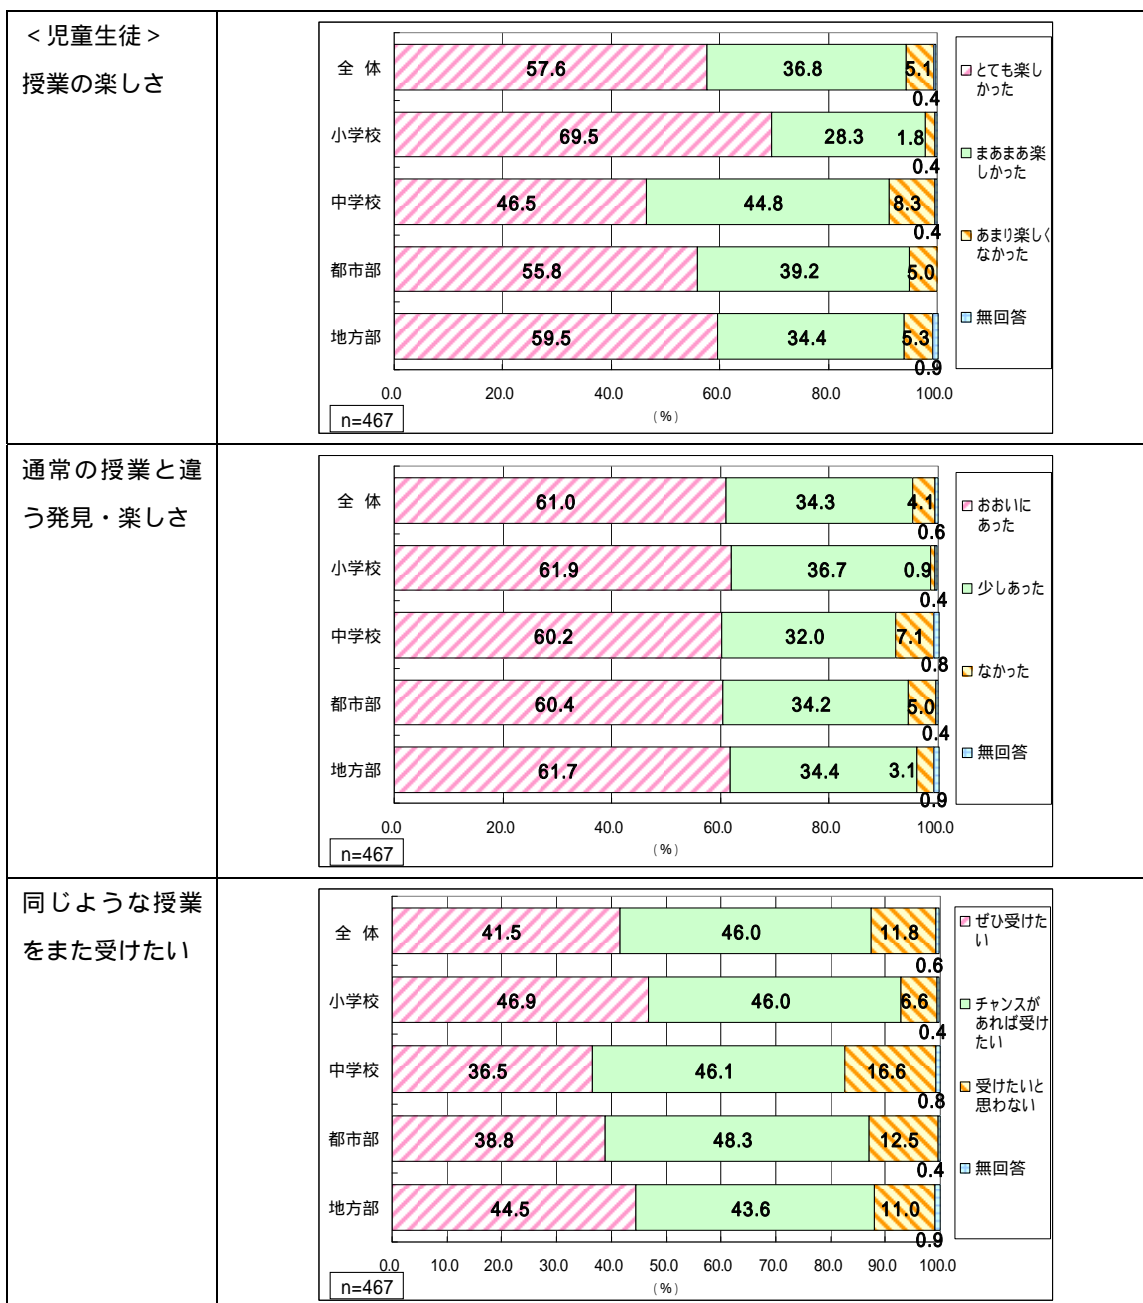 ＜児童生徒＞
授業の楽しさ
全 体
57.6
36.8
5.1
0.4
小学校
69.5
28.3
1.8
0.4
中学校
46.5
44.8
8.3
0.4
都市部
55.8
39.2
5.0
地方部
59.5
34.4
5.3
0.9
0.0 20.0 40.0 60.0 80.0 100.0
(%)
n=467
とても楽し
かった
まあまあ楽
しかった
あまり楽しく
なかった
無回答
通常の授業と違
う発見・楽しさ
全 体
61.0
34.3
4.1
0.6
小学校
61.9
36.7
0.9
0.4
中学校
60.2
32.0
7.1
0.8
都市部
60.4
34.2
5.0
0.4
地方部
61.7
34.4
3.1
0.9
0.0 20.0 40.0 60.0 80.0 100.0
(%)
n=467
おおいに
あった
少しあった
なかった
無回答
同じような授業
をまた受けたい
全 体
41.5
46.0
11.8
0.6
小学校
46.9
46.0
6.6
0.4
中学校
36.5
46.1
16.6
0.8
都市部
38.8
48.3
12.5
0.4
地方部
44.5
43.6
11.0
0.9
0.0 10.0 20.0 30.0 40.0 50.0 60.0 70.0 80.0 90.0 100.0
(%)
n=467
ぜひ受けた
い
チャンスが
あれば受け
たい
受けたいと
思わない
無回答